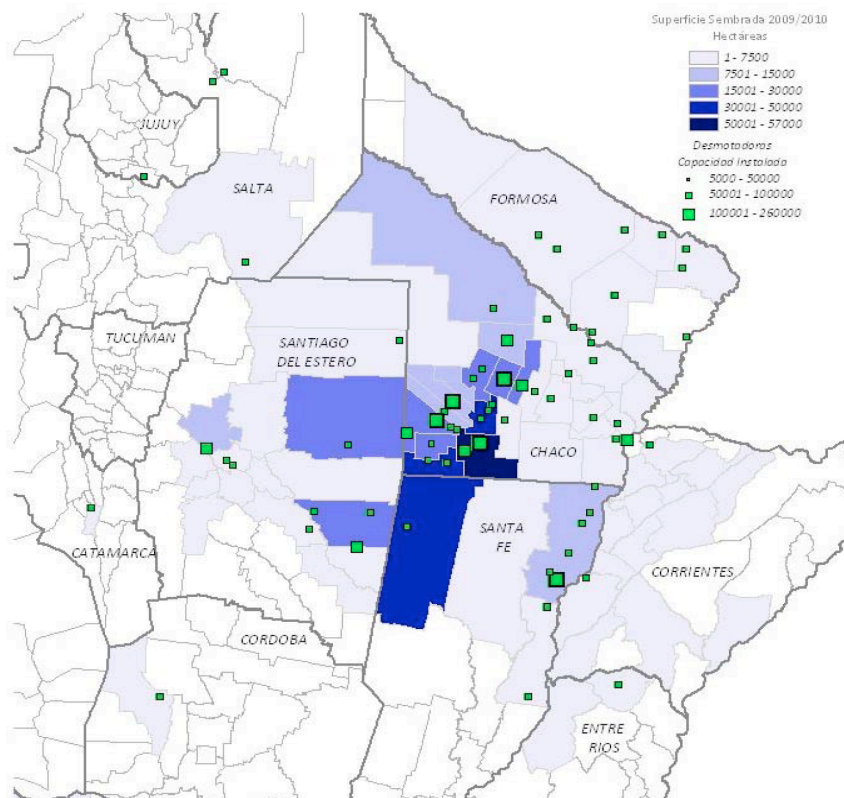 Superficie Sembrada 2009/2010
Hectáreas
1 - 7500
7501 - 15000
15001 - 30000
30001 - 50000
50001 - 57000
Desmotadoras
Capacidad Instalada
5000 - 50000
50001 - 100000
100001 - 260000
JUJUY
SALTA
FORMOSA
TUCUMAN
SANTIAGO
DEL ESTERO
CHACO
CATAMARCA
SANTA
FE
CORRIENTES
CORDOBA
ENTRE
RIOS